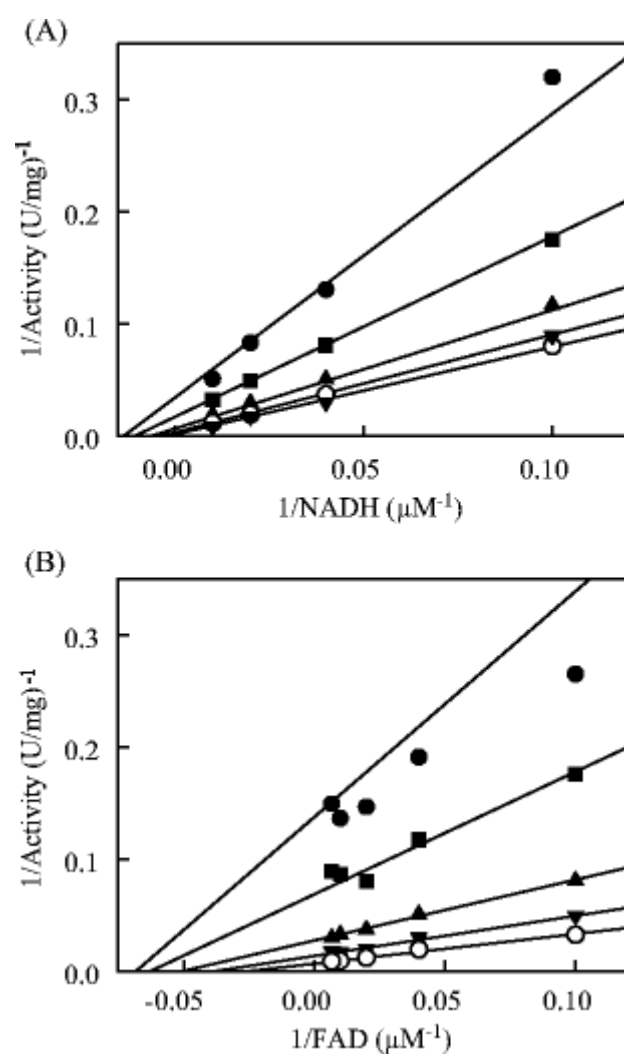 (A)
0.3
0.2
0.1
0.0
1/Activity (U/mg)⁻¹
0.00 0.05 0.10
1/NADH (μM⁻¹)
(B)
0.3
0.2
0.1
0.0
1/Activity (U/mg)⁻¹
-0.05 0.00 0.05 0.10
1/FAD (μM⁻¹)